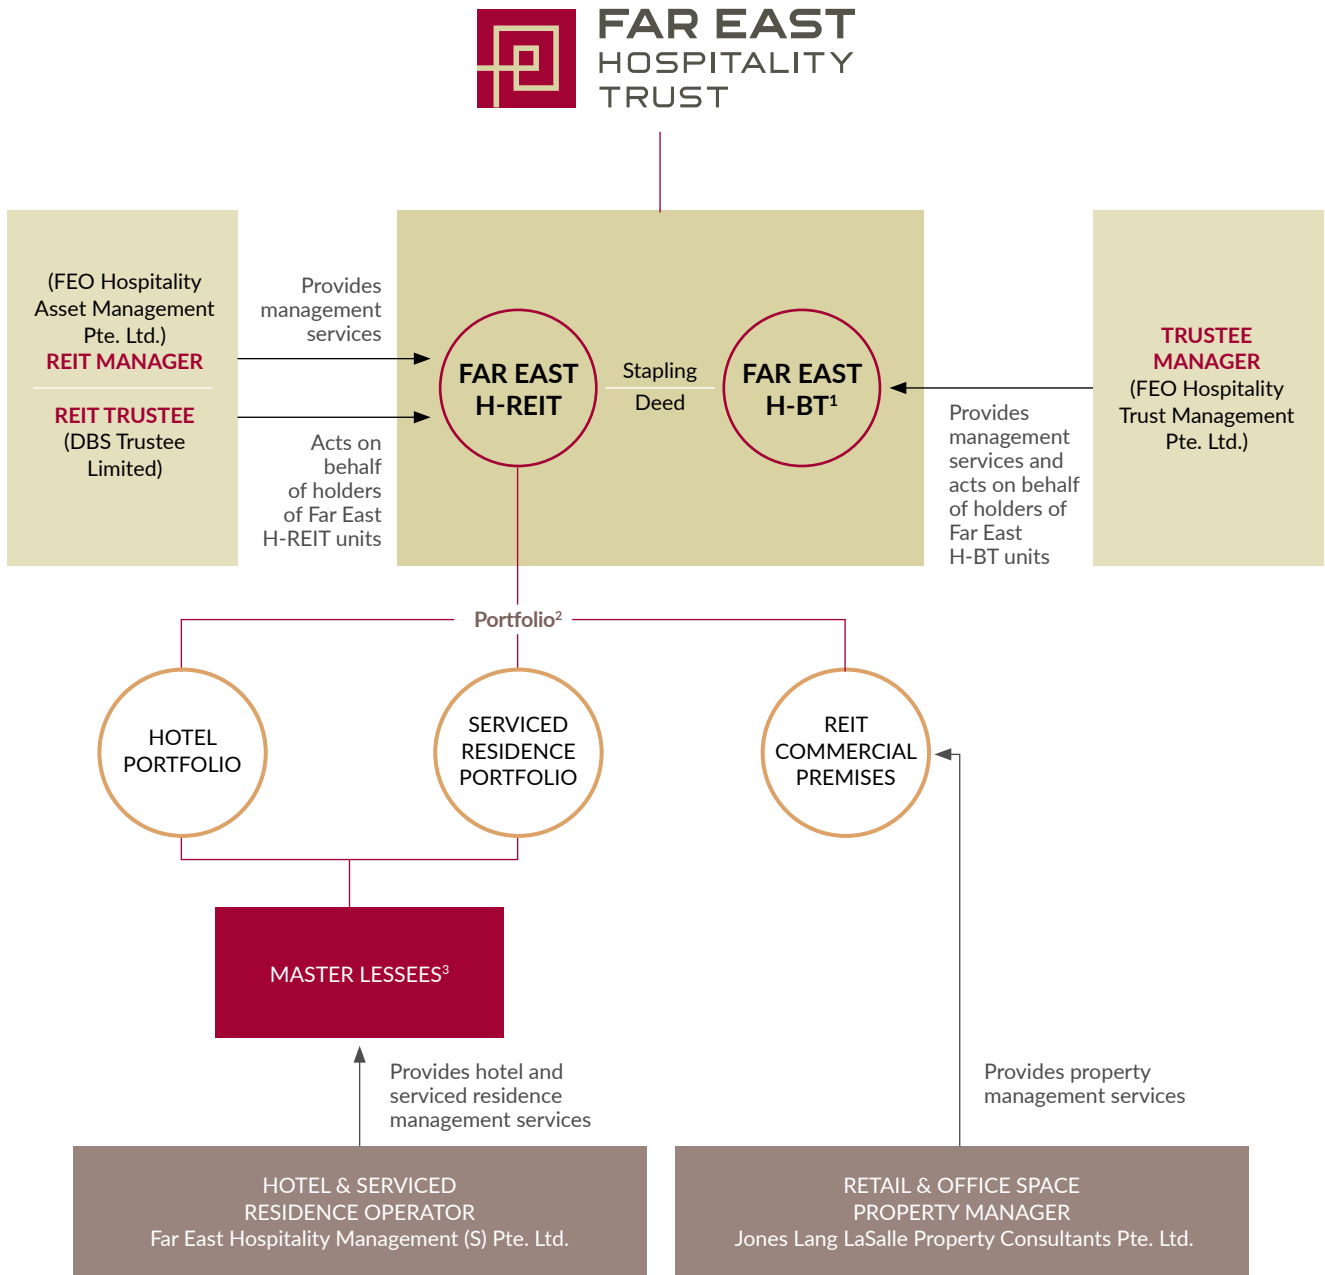 FAR EAST
HOSPITALITY
TRUST
(FEO Hospitality
Asset Management
Pte. Ltd.)
REIT MANAGER
REIT TRUSTEE
(DBS Trustee
Limited)
Provides
management
services
Acts on
behalf
of holders
of Far East
H-REIT units
FAR EAST
H-REIT
Stapling
Deed
FAR EAST
H-BT¹
Provides
management
services and
acts on behalf
of holders of
Far East
H-BT units
TRUSTEE
MANAGER
(FEO Hospitality
Trust Management
Pte. Ltd.)
Portfolio²
HOTEL
PORTFOLIO
SERVICED
RESIDENCE
PORTFOLIO
REIT
COMMERCIAL
PREMISES
MASTER LESSEES³
Provides hotel and
serviced residence
management services
Provides property
management services
HOTEL & SERVICED
RESIDENCE OPERATOR
Far East Hospitality Management (S) Pte. Ltd.
RETAIL & OFFICE SPACE
PROPERTY MANAGER
Jones Lang LaSalle Property Consultants Pte. Ltd.